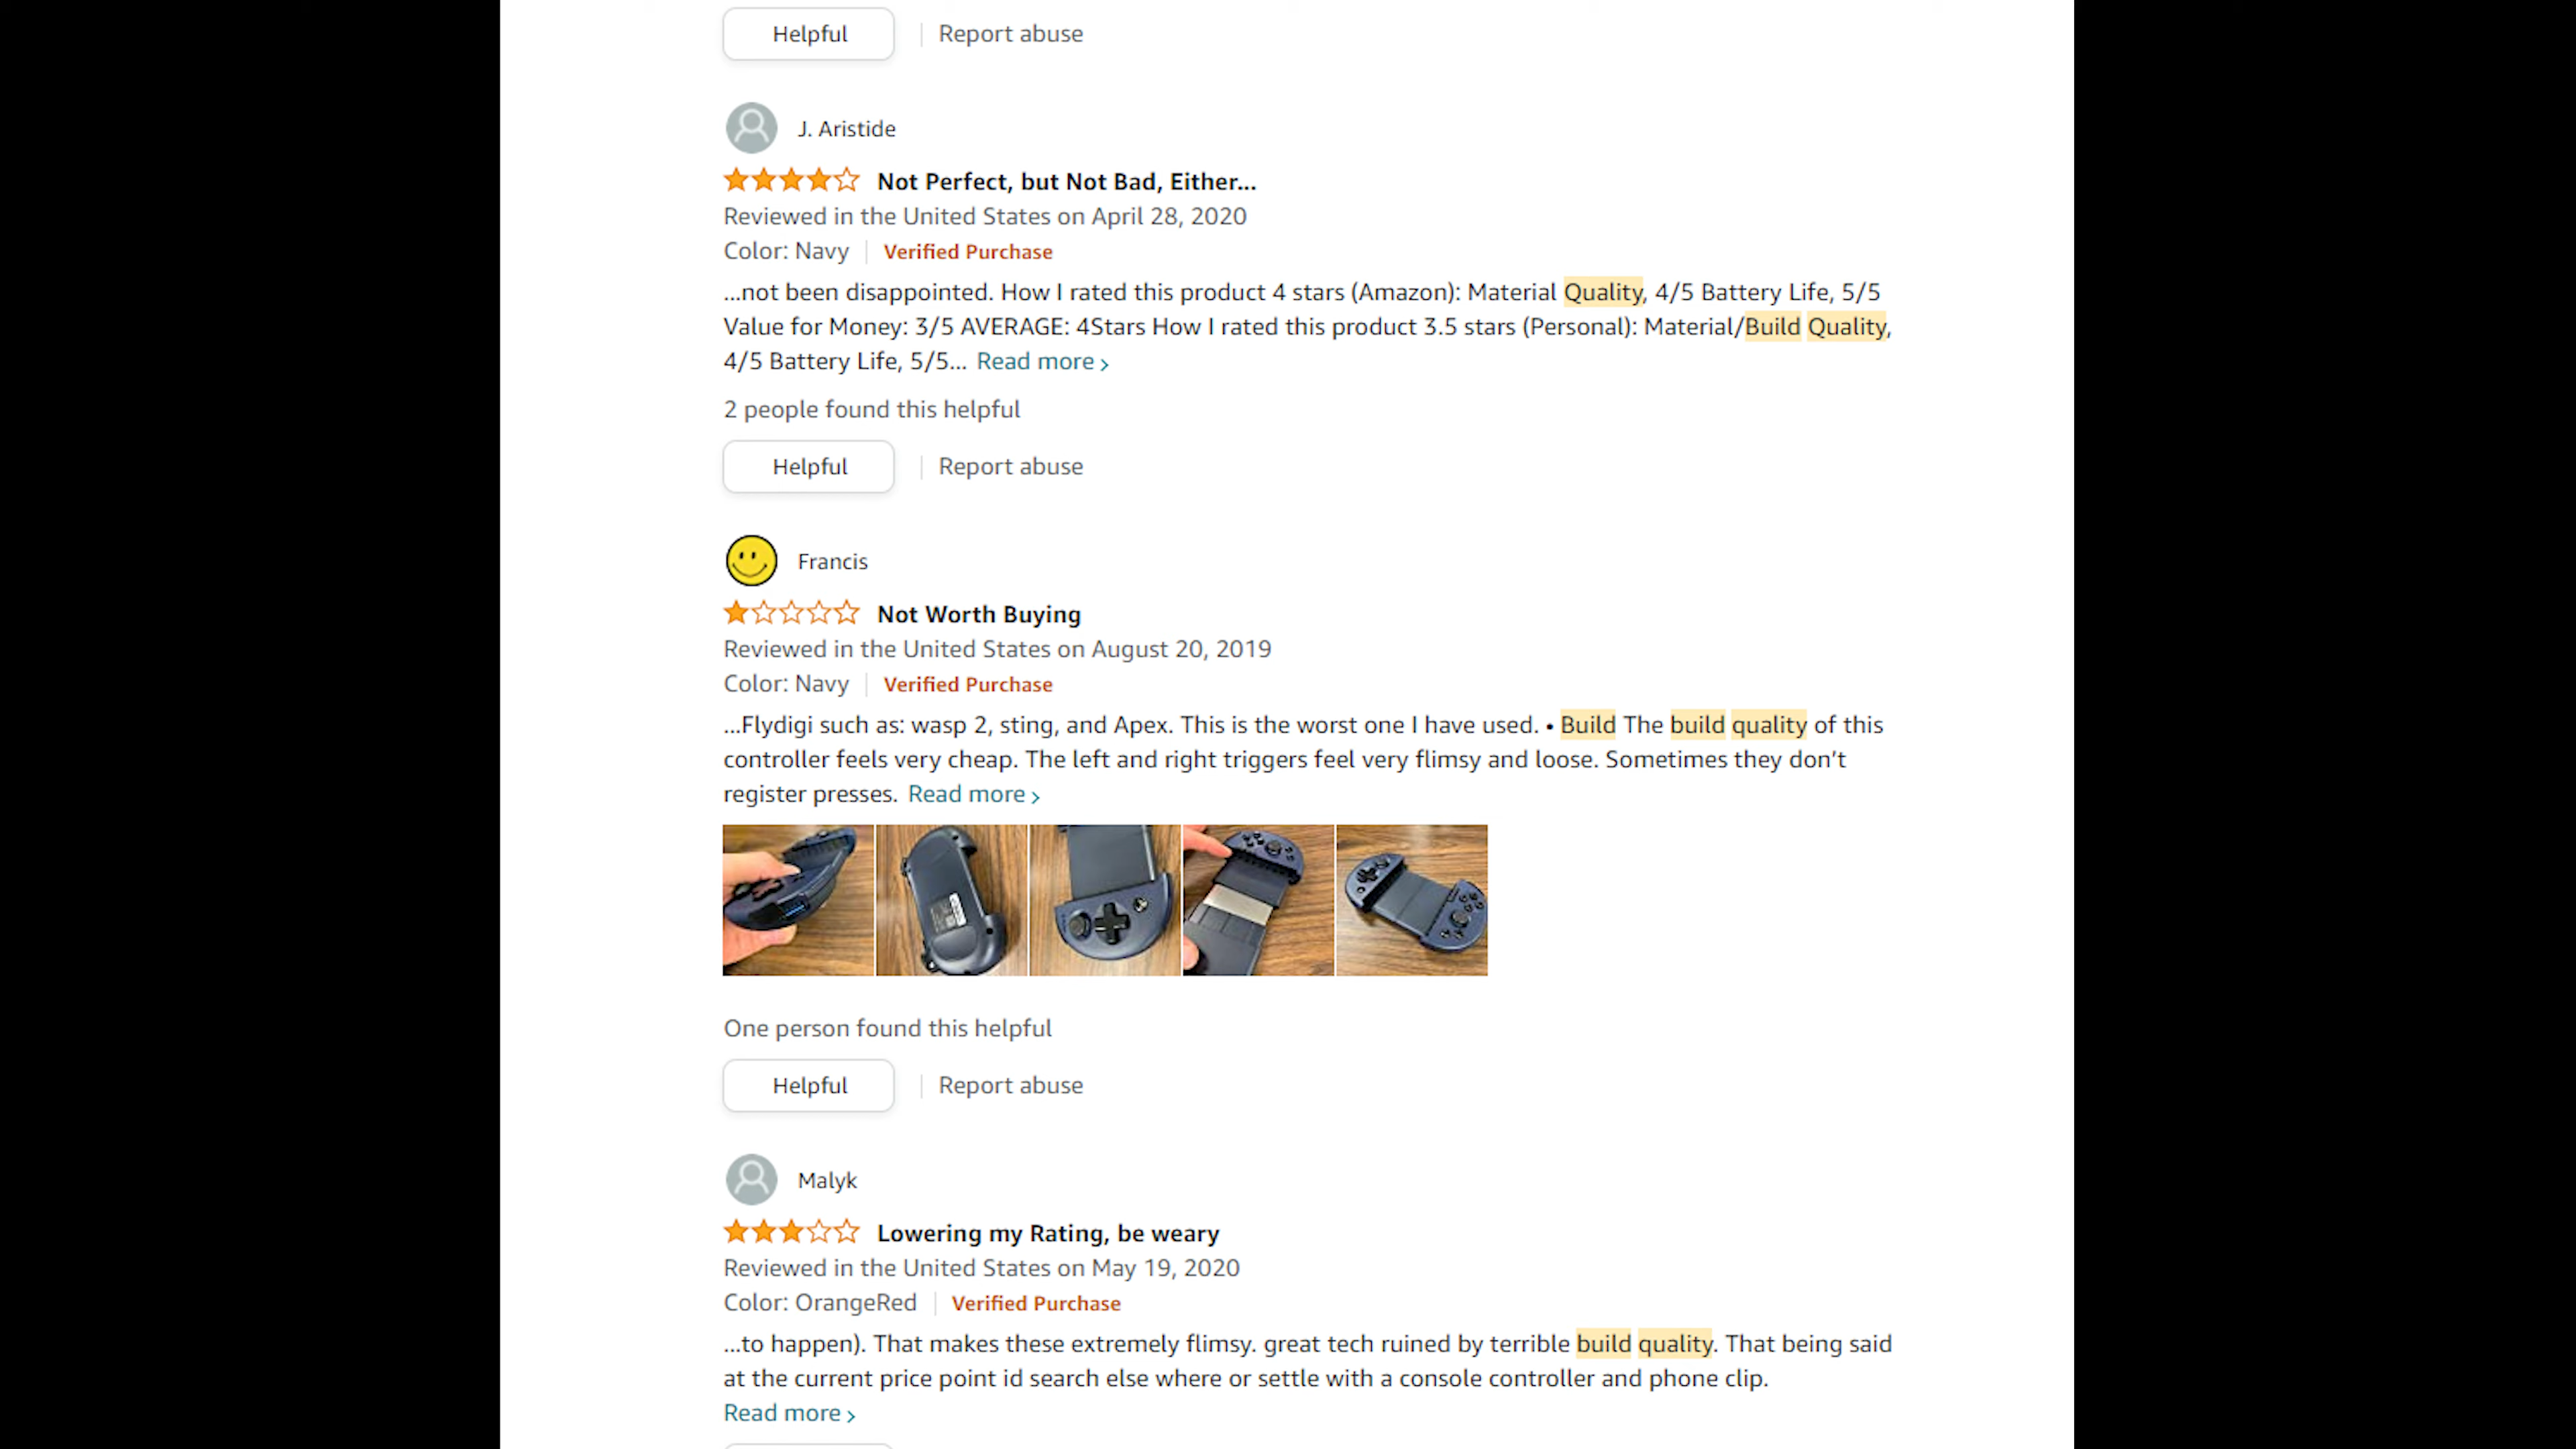 Helpful
Report abuse
J. Aristide
Not Perfect, but Not Bad, Either...
Reviewed in the United States on April 28, 2020
Color: Navy
Verified Purchase
...not been disappointed. How I rated this product 4 stars (Amazon): Material Quality, 4/5 Battery Life, 5/5
Value for Money: 3/5 AVERAGE: 4Stars How I rated this product 3.5 stars (Personal): Material/Build Quality,
4/5 Battery Life, 5/5... Read more ›
2 people found this helpful
Helpful
Report abuse
Francis
Not Worth Buying
Reviewed in the United States on August 20, 2019
Color: Navy
Verified Purchase
...Flydigi such as: wasp 2, sting, and Apex. This is the worst one I have used. • Build The build quality of this
controller feels very cheap. The left and right triggers feel very flimsy and loose. Sometimes they don't
register presses. Read more ›
One person found this helpful
Helpful
Report abuse
Malyk
Lowering my Rating, be weary
Reviewed in the United States on May 19, 2020
Color: OrangeRed
Verified Purchase
...to happen). That makes these extremely flimsy. great tech ruined by terrible build quality. That being said
at the current price point id search else where or settle with a console controller and phone clip.
Read more ›